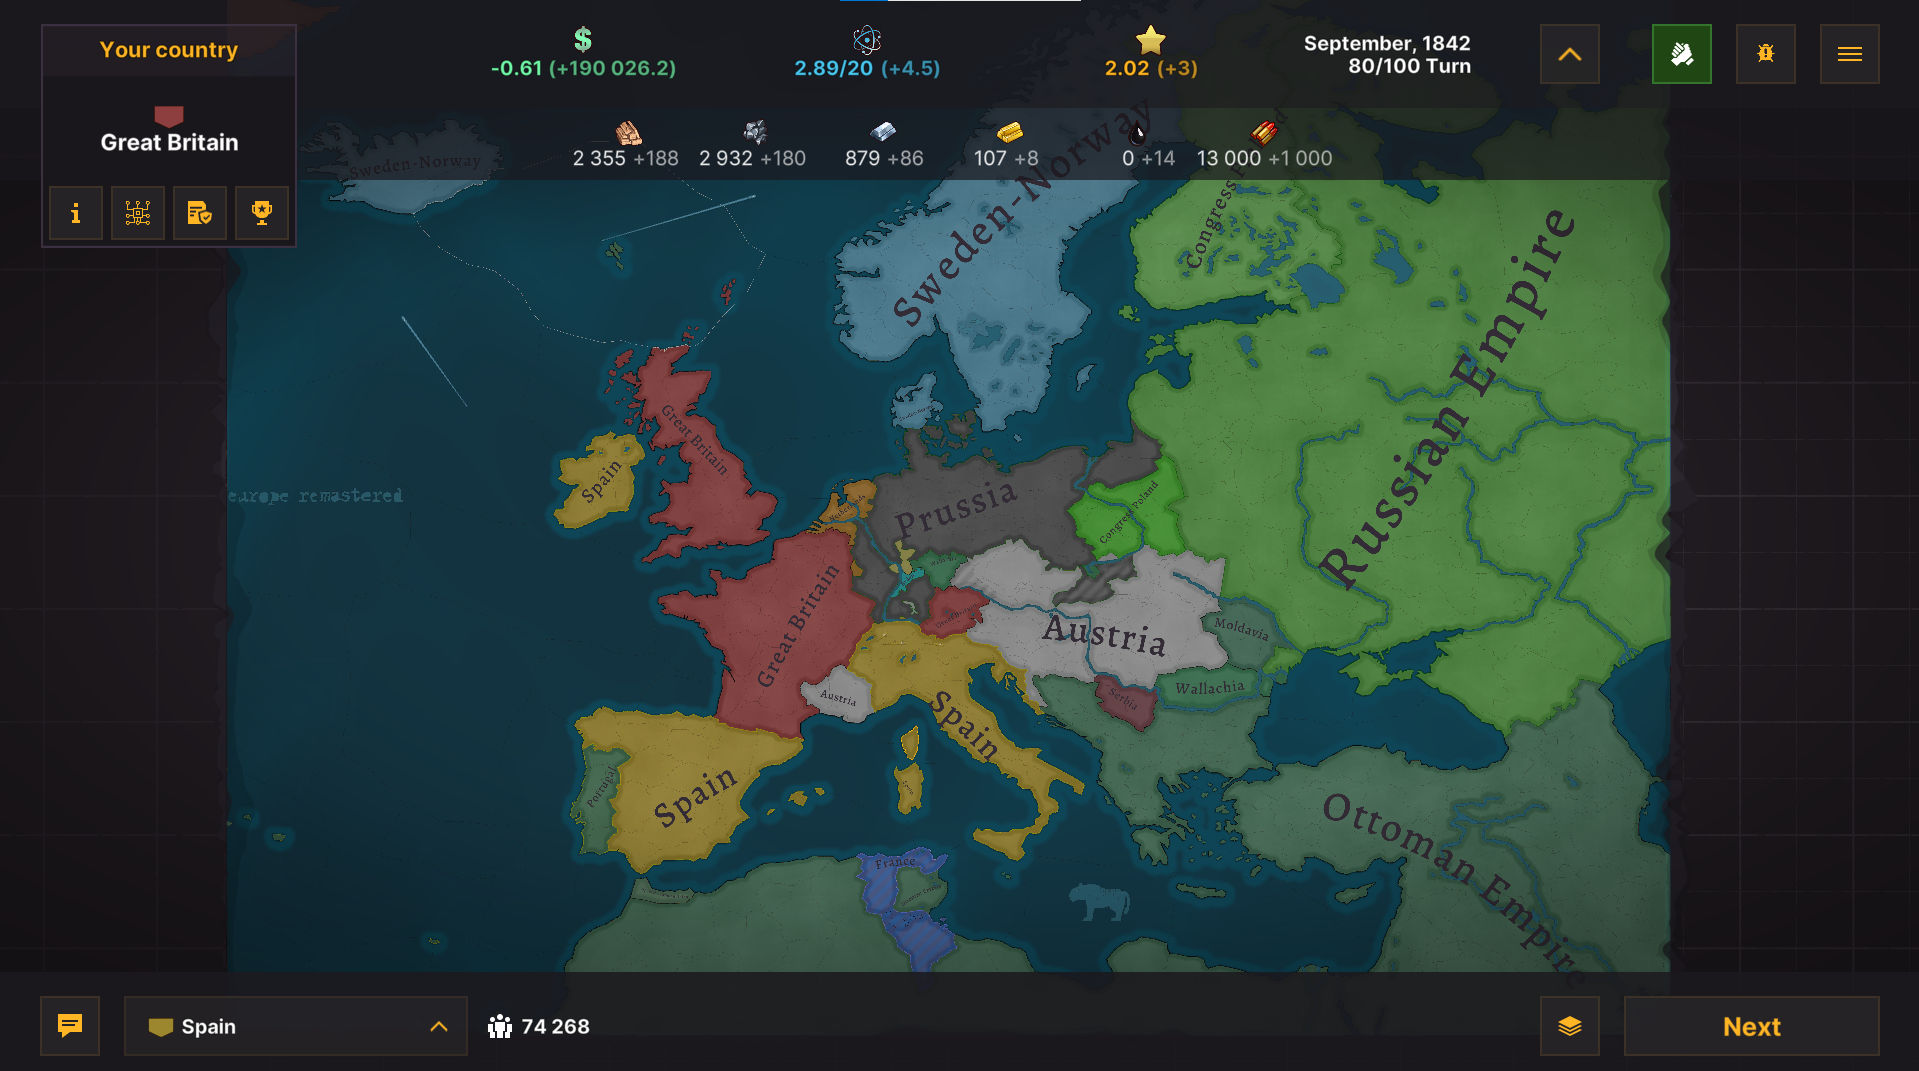 Your country
Great Britain
-0.61 (+190 026.2)
2.89/20 (+4.5)
2.02 (+3)
September, 1842
80/100 Turn
2 355 +188
2 932 +180
879 +86
107 +8
0 +14
13 000 +1 000
Sweden-Norway
Sweden-Norway
Congress
Russian Empire
Great Britain
Spain
europe remastered
Prussia
Congress Poland
Great Britain
Austria
Moldavia
Austria
Serbia
Wallachia
Spain
Spain
Portugal
Ottoman Empire
France
Spain
74 268
Next